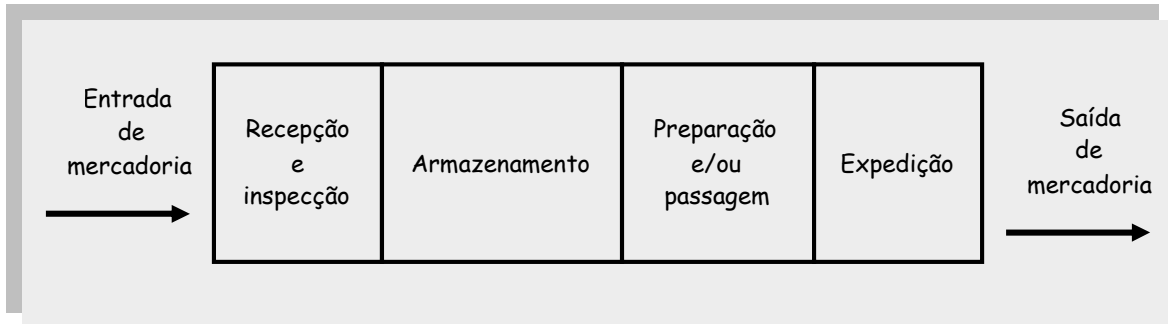 Entrada
de
mercadoria
Recepção
e
inspecção
Armazenamento
Preparação
e/ou
passagem
Expedição
Saída
de
mercadoria